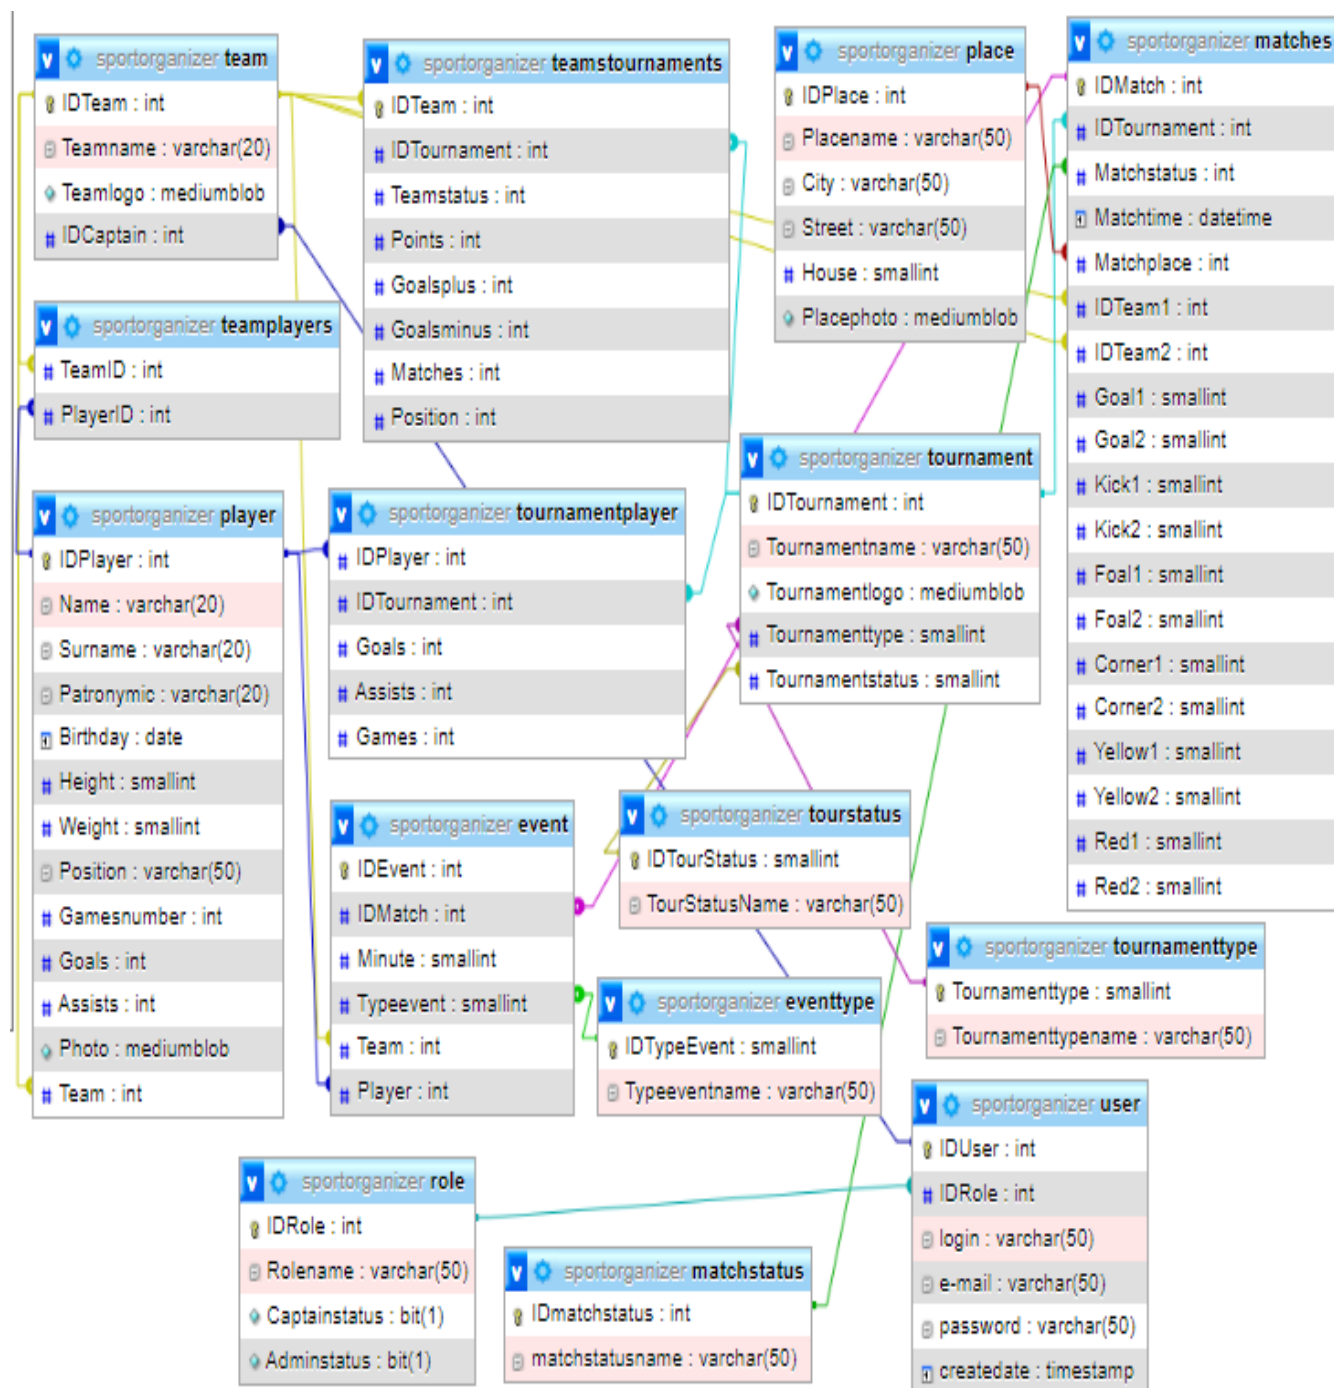 sportorganizer team
IDTeam : int
Teamname : varchar(20)
Teamlogo : mediumblob
IDCaptain : int
sportorganizer teamstournaments
IDTeam : int
IDTournament : int
Teamstatus : int
Points : int
Goalsplus : int
Goalsminus : int
Matches : int
Position : int
sportorganizer place
IDPlace : int
Placename : varchar(50)
City : varchar(50)
Street : varchar(50)
House : smallint
Placephoto : mediumblob
sportorganizer matches
IDMatch : int
IDTournament : int
Matchstatus : int
Matchtime : datetime
Matchplace : int
IDTeam1 : int
IDTeam2 : int
Goal1 : smallint
Goal2 : smallint
Kick1 : smallint
Kick2 : smallint
Foal1 : smallint
Foal2 : smallint
Corner1 : smallint
Corner2 : smallint
Yellow1 : smallint
Yellow2 : smallint
Red1 : smallint
Red2 : smallint
sportorganizer teamplayers
TeamID : int
PlayerID : int
sportorganizer player
IDPlayer : int
Name : varchar(20)
Surname : varchar(20)
Patronymic : varchar(20)
Birthday : date
Height : smallint
Weight : smallint
Position : varchar(50)
Gamesnumber : int
Goals : int
Assists : int
Photo : mediumblob
Team : int
sportorganizer tournamentplayer
IDPlayer : int
IDTournament : int
Goals : int
Assists : int
Games : int
sportorganizer tournament
IDTournament : int
Tournamentname : varchar(50)
Tournamentlogo : mediumblob
Tournamenttype : smallint
Tournamentstatus : smallint
sportorganizer event
IDEvent : int
IDMatch : int
Minute : smallint
Typeevent : smallint
Team : int
Player : int
sportorganizer tourstatus
IDTourStatus : smallint
TourStatusName : varchar(50)
sportorganizer eventtype
IDTypeEvent : smallint
Typeeventname : varchar(50)
sportorganizer tournamenttype
Tournamenttype : smallint
Tournamenttypename : varchar(50)
sportorganizer user
IDUser : int
IDRole : int
login : varchar(50)
e-mail : varchar(50)
password : varchar(50)
createdate : timestamp
sportorganizer role
IDRole : int
Rolename : varchar(50)
Captainstatus : bit(1)
Adminstatus : bit(1)
sportorganizer matchstatus
IDmatchstatus : int
matchstatusname : varchar(50)